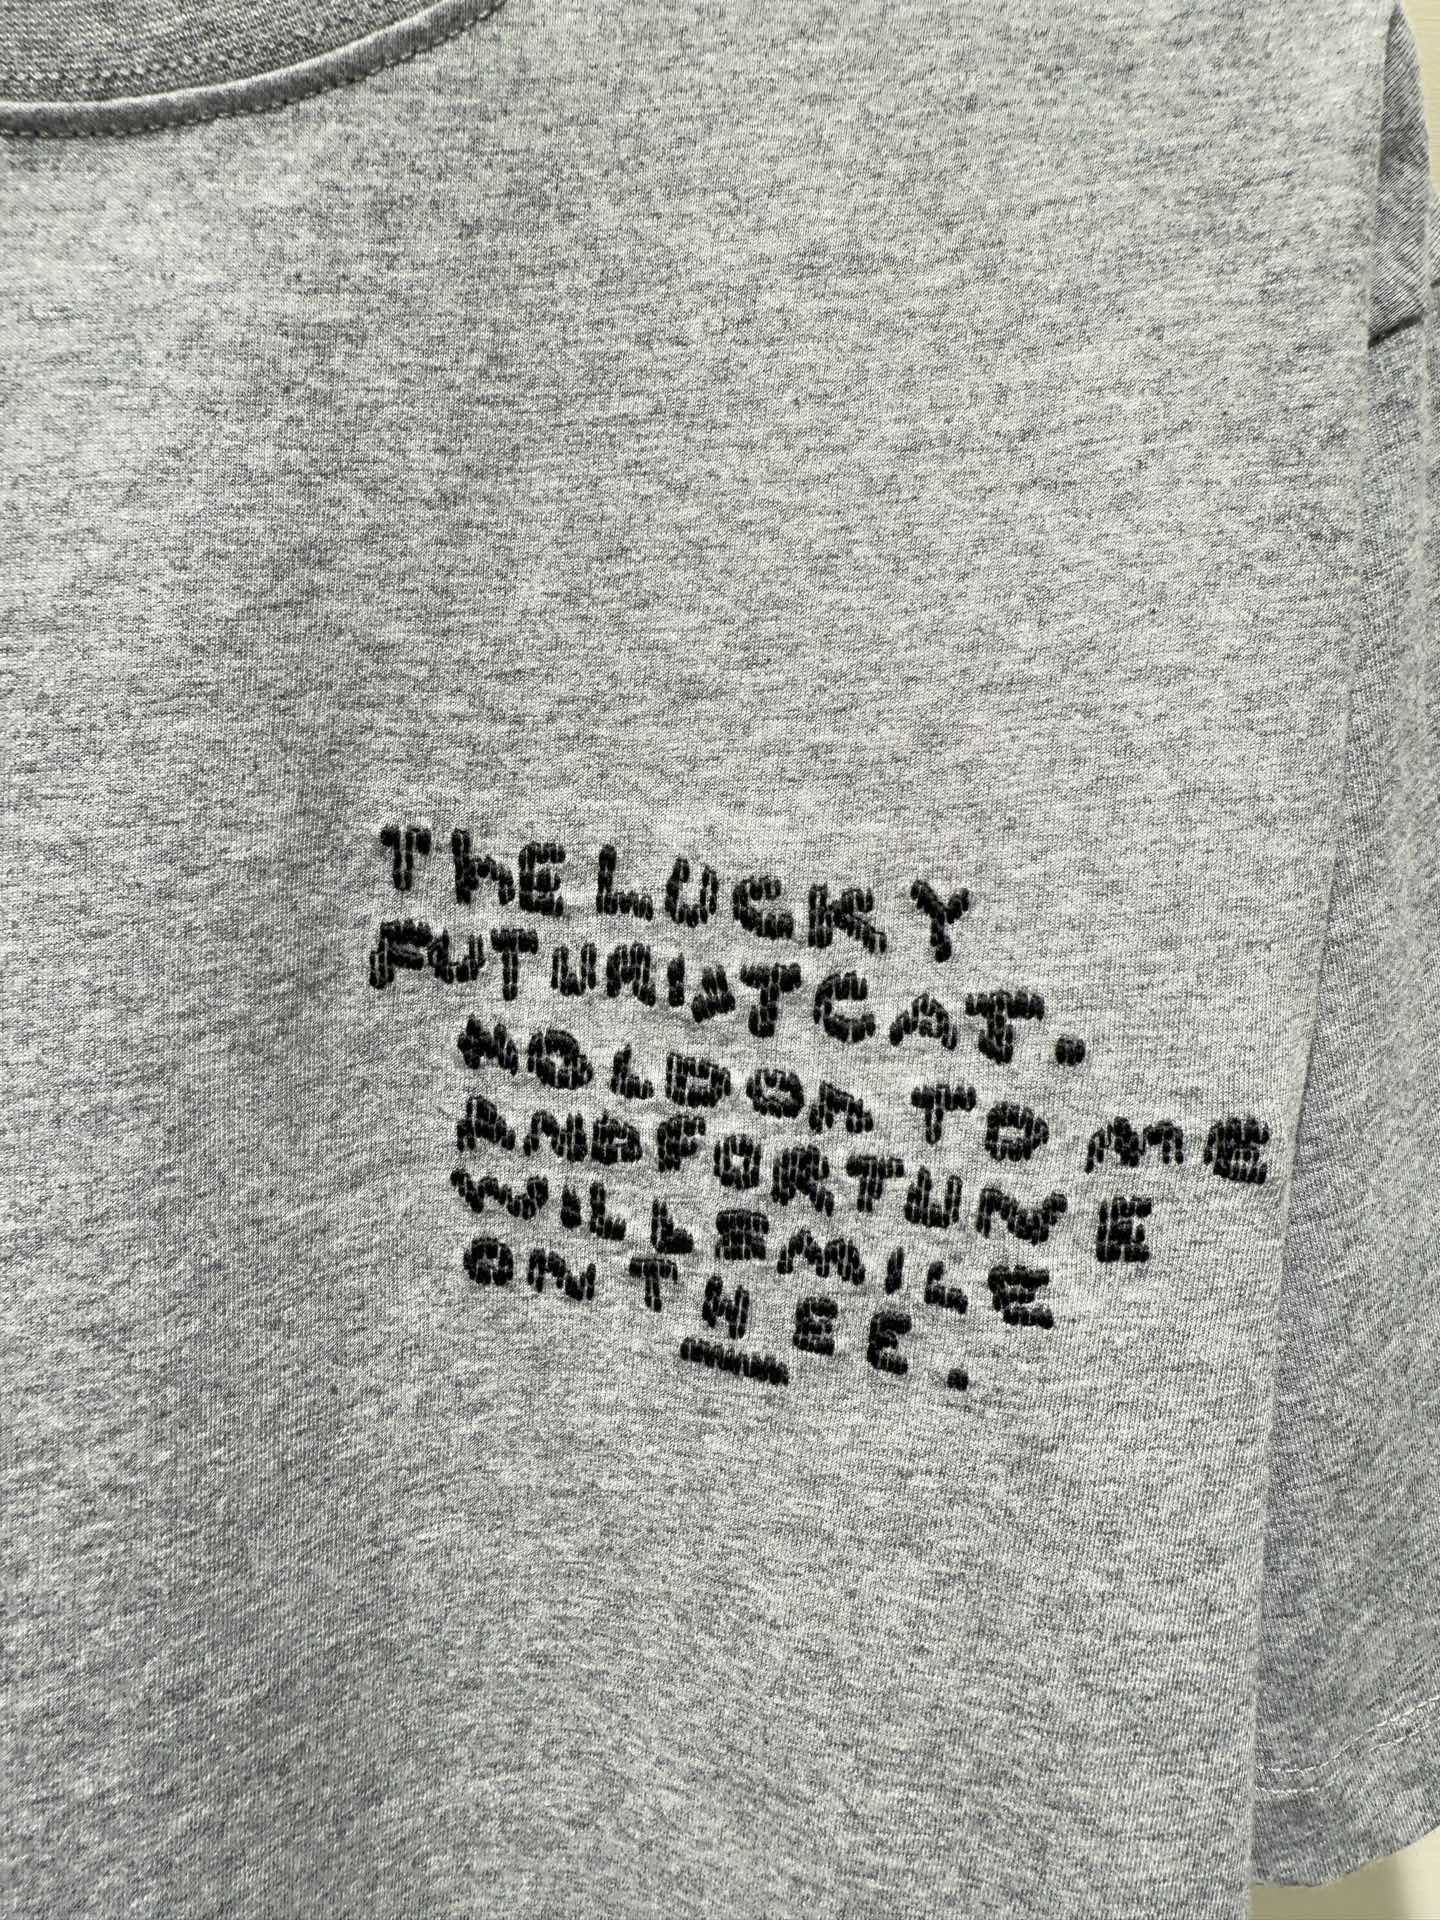 ThE LUCKY
FUTURIST CAT.
HOLD ON TO ME
AND FORTUNE
WILL SMILE
ON THEE.